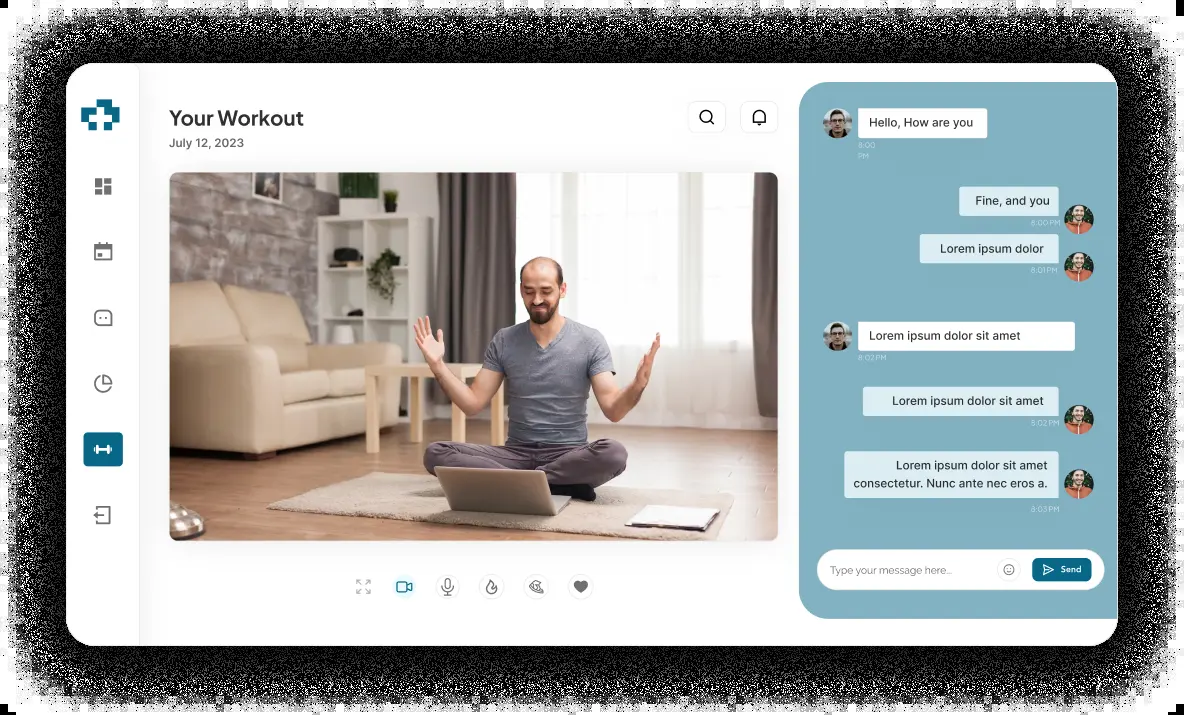 Your Workout
July 12, 2023
Hello, How are you
8:00
PM
Fine, and you
8:00 PM
Lorem ipsum dolor
8:01 PM
Lorem ipsum dolor sit amet
8:02 PM
Lorem ipsum dolor sit amet
8:02 PM
Lorem ipsum dolor sit amet
consectetur. Nunc ante nec eros a.
8:03 PM
Type your message here...
Send